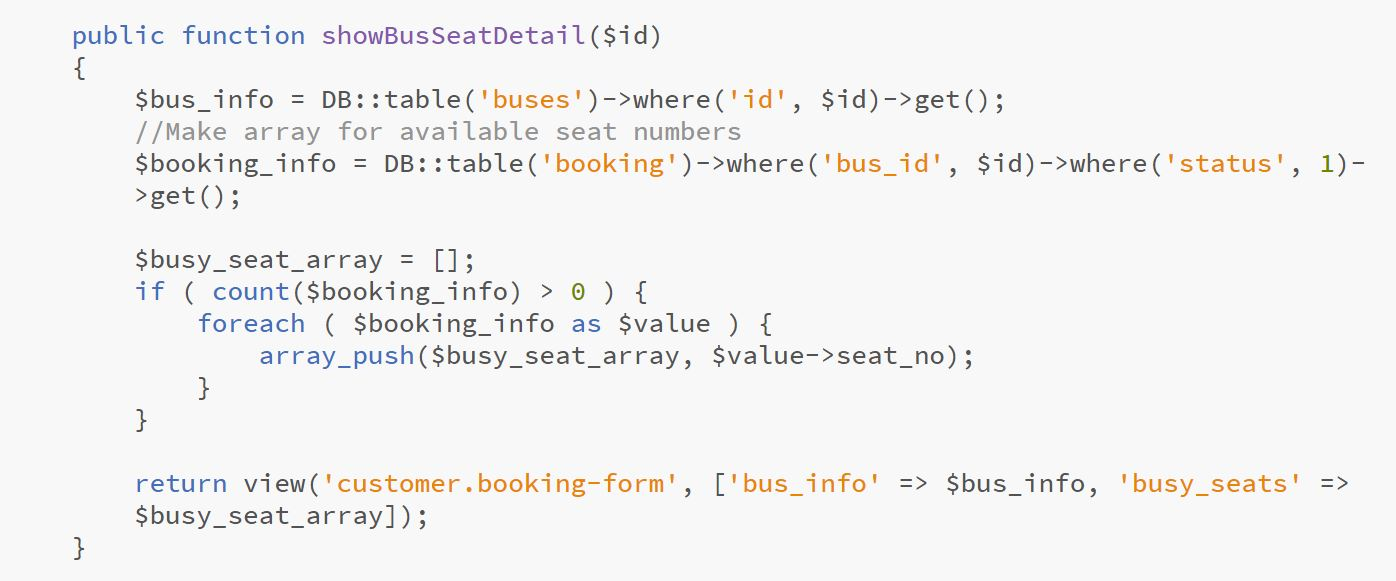 public function showBusSeatDetail($id)
{
    $bus_info = DB::table('buses')->where('id', $id)->get();
    //Make array for available seat numbers
    $booking_info = DB::table('booking')->where('bus_id', $id)->where('status', 1)-
    >get();

    $busy_seat_array = [];
    if ( count($booking_info) > 0 ) {
        foreach ( $booking_info as $value ) {
            array_push($busy_seat_array, $value->seat_no);
        }
    }

    return view('customer.booking-form', ['bus_info' => $bus_info, 'busy_seats' =>
    $busy_seat_array]);
}